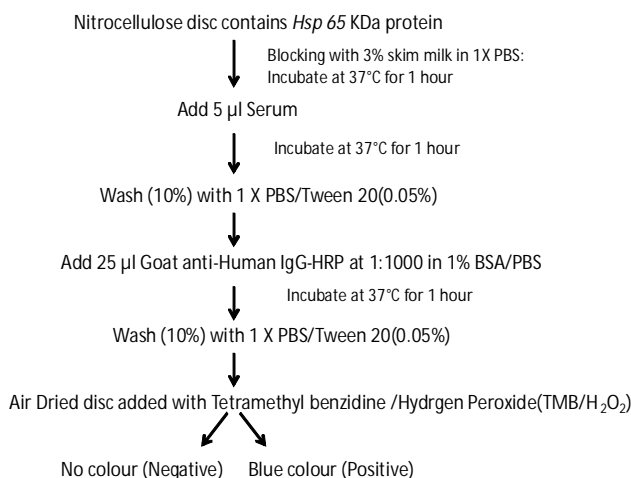 Nitrocellulose disc contains Hsp 65 KDa protein
Blocking with 3% skim milk in 1X PBS:
Incubate at 37°C for 1 hour
Add 5 µl Serum
Incubate at 37°C for 1 hour
Wash (10%) with 1 X PBS/Tween 20(0.05%)
Add 25 µl Goat anti-Human IgG-HRP at 1:1000 in 1% BSA/PBS
Incubate at 37°C for 1 hour
Wash (10%) with 1 X PBS/Tween 20(0.05%)
Air Dried disc added with Tetramethyl benzidine /Hydrgen Peroxide(TMB/H₂O₂)
No colour (Negative) Blue colour (Positive)